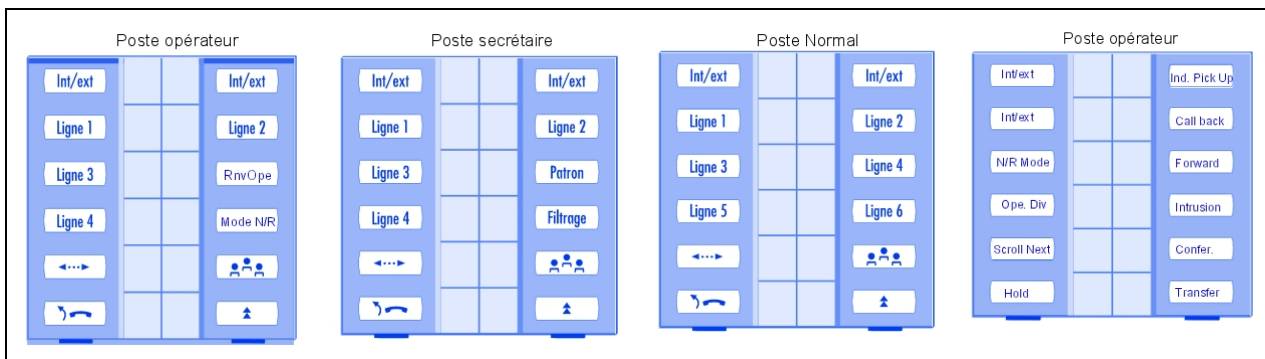 Poste opérateur
Int/ext Int/ext
Ligne 1 Ligne 2
Ligne 3 RnvOpe
Ligne 4 Mode N/R
Poste secrétaire
Int/ext Int/ext
Ligne 1 Ligne 2
Ligne 3 Patron
Ligne 4 Filtrage
Poste Normal
Int/ext Int/ext
Ligne 1 Ligne 2
Ligne 3 Ligne 4
Ligne 5 Ligne 6
Poste opérateur
Int/ext Ind. Pick Up
Int/ext Call back
N/R Mode Forward
Ope. Div Intrusion
Scroll Next Confer.
Hold Transfer